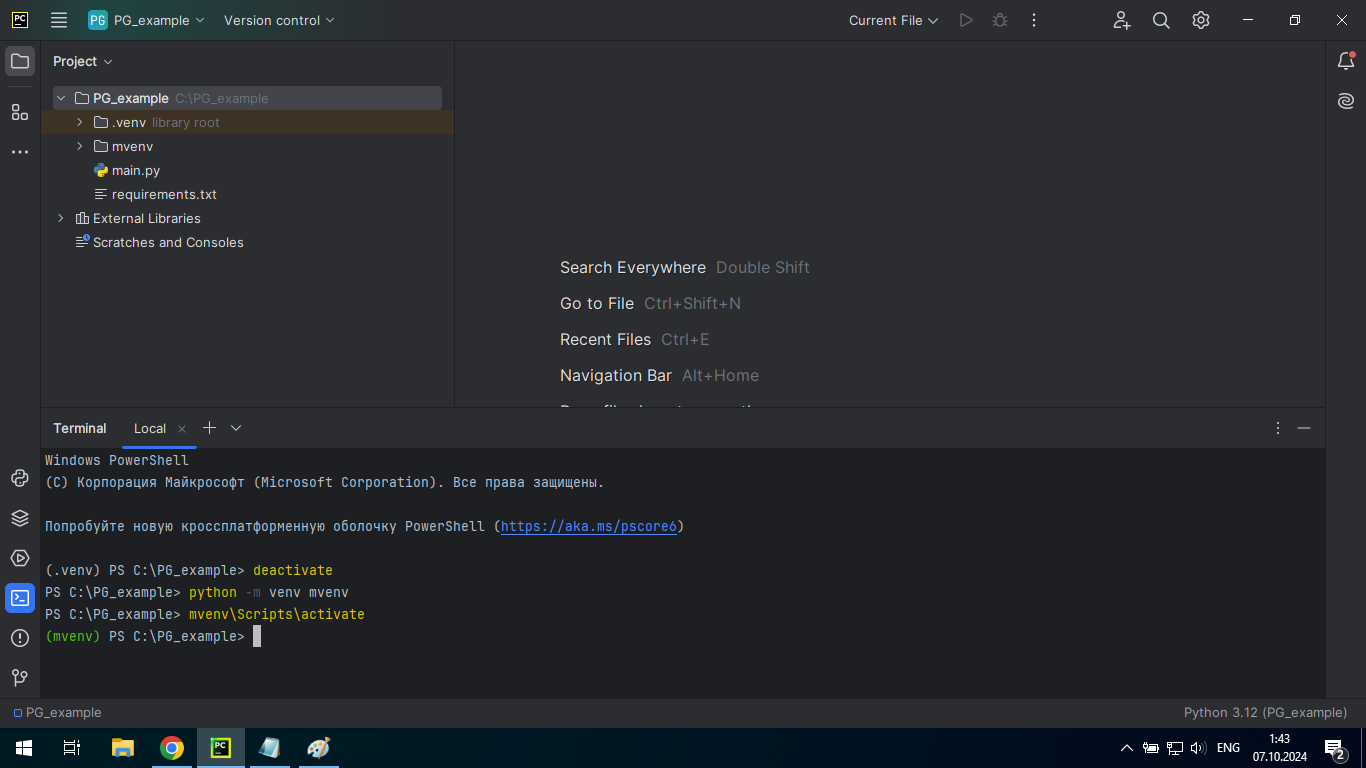 PC PG PG_example Version control Current File
Project
PG_example C:\PG_example
.venv library root
mvenv
main.py
requirements.txt
External Libraries
Scratches and Consoles
Search Everywhere Double Shift
Go to File Ctrl+Shift+N
Recent Files Ctrl+E
Navigation Bar Alt+Home
Terminal Local
Windows PowerShell
(C) Корпорация Майкрософт (Microsoft Corporation). Все права защищены.
Попробуйте новую кроссплатформенную оболочку PowerShell (https://aka.ms/pscore6)
(.venv) PS C:\PG_example> deactivate
PS C:\PG_example> python -m venv mvenv
PS C:\PG_example> mvenv\Scripts\activate
(mvenv) PS C:\PG_example>
PG_example Python 3.12 (PG_example)
PC ENG 1:43
07.10.2024 2